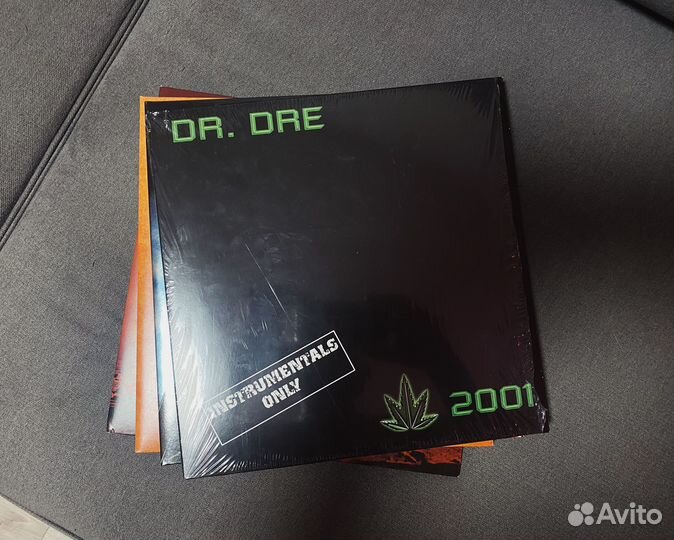 DR. DRE
INSTRUMENTALS
ONLY
2001
Avito